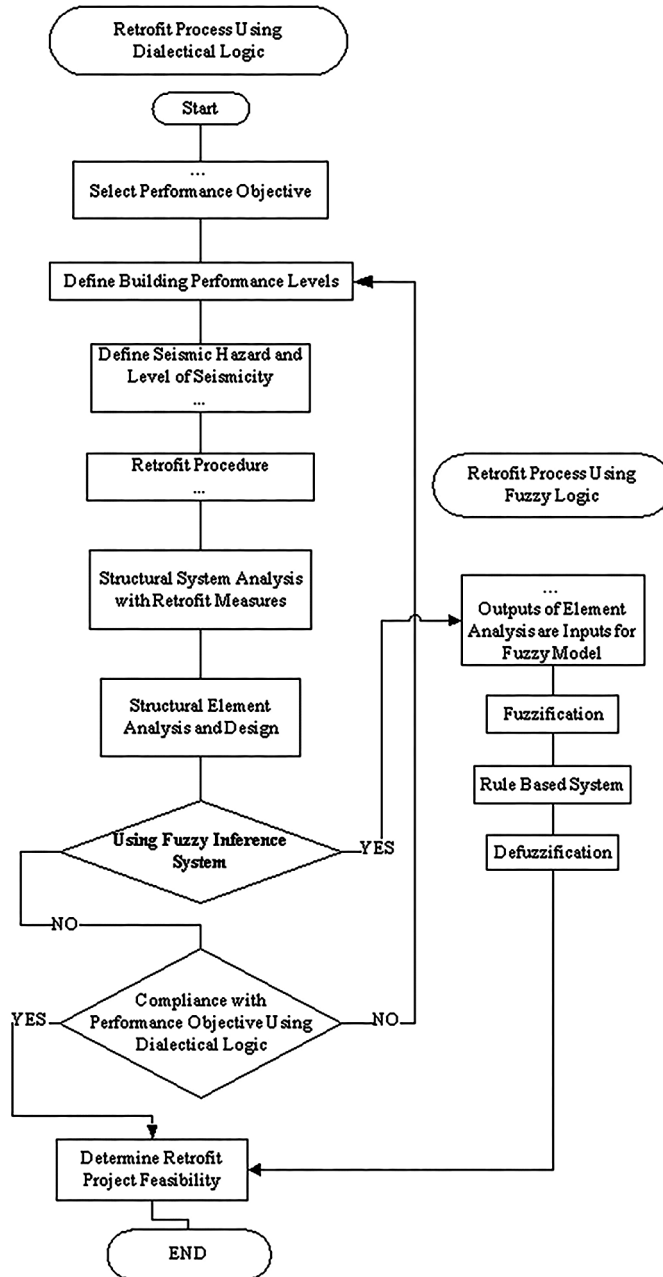 Retrofit Process Using
Dialectical Logic
Start
...
Select Performance Objective
Define Building Performance Levels
Define Seismic Hazard and
Level of Seismicity
...
Retrofit Procedure
...
Structural System Analysis
with Retrofit Measures
Structural Element
Analysis and Design
Using Fuzzy Inference
System
YES
NO
Compliance with
Performance Objective Using
Dialectical Logic
YES
NO
Determine Retrofit
Project Feasibility
END
Retrofit Process Using
Fuzzy Logic
...
Outputs of Element
Analysis are Inputs for
Fuzzy Model
Fuzzification
Rule Based System
Defuzzification